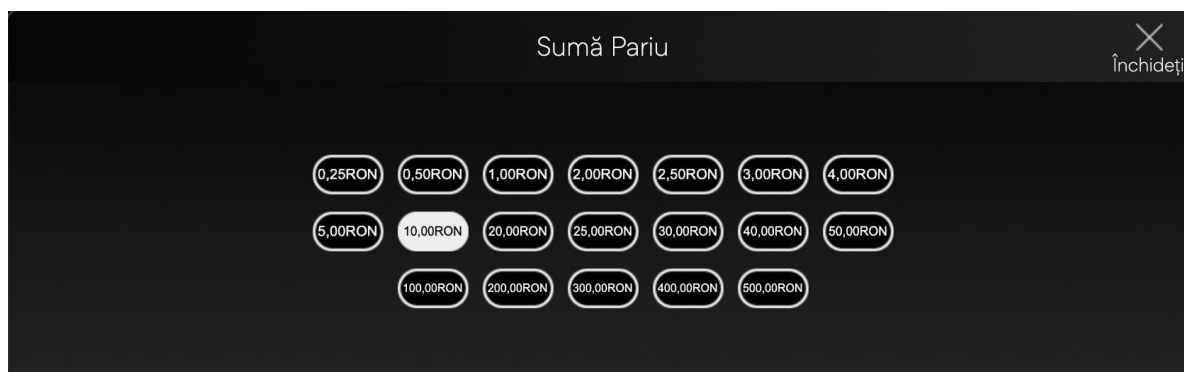 Sumă Pariu
Închideți
0,25RON 0,50RON 1,00RON 2,00RON 2,50RON 3,00RON 4,00RON
5,00RON 10,00RON 20,00RON 25,00RON 30,00RON 40,00RON 50,00RON
100,00RON 200,00RON 300,00RON 400,00RON 500,00RON